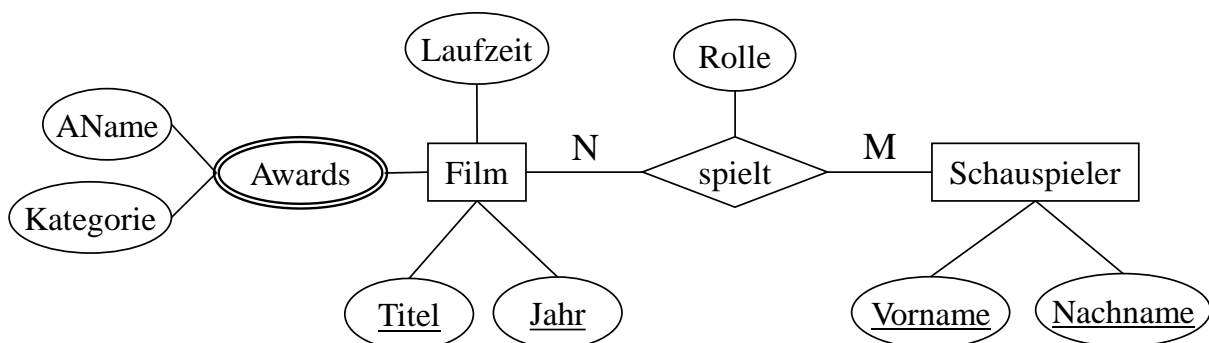 Laufzeit
Rolle
AName
N
M
Awards
Film
spielt
Schauspieler
Kategorie
Titel
Jahr
Vorname
Nachname